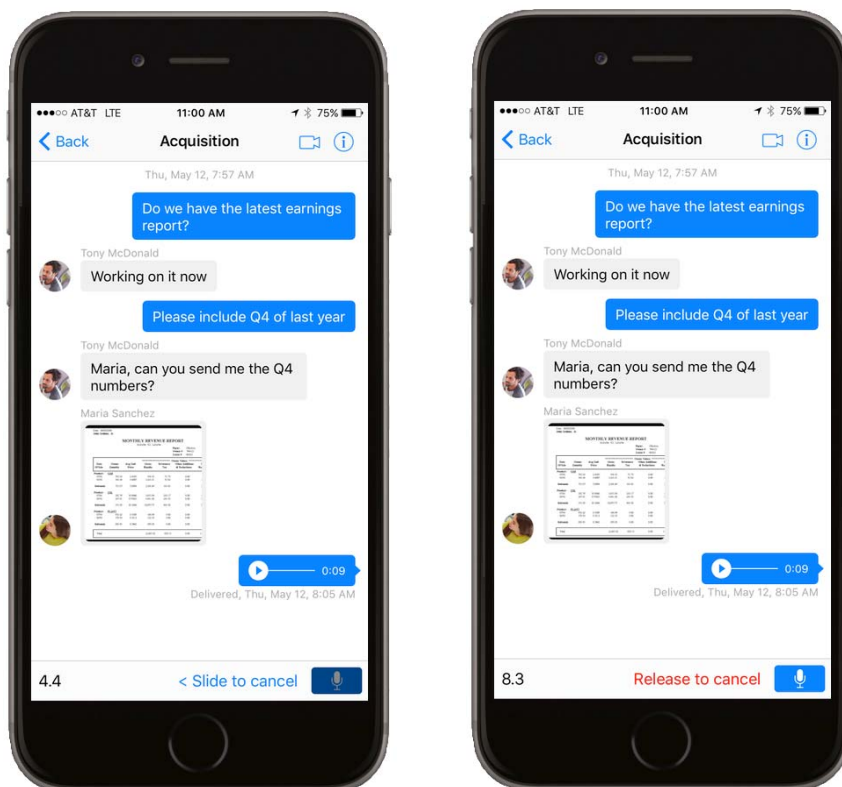 AT&T LTE 11:00 AM 75%
Back Acquisition
Thu, May 12, 7:57 AM
Do we have the latest earnings
report?
Tony McDonald
Working on it now
Please include Q4 of last year
Tony McDonald
Maria, can you send me the Q4
numbers?
Maria Sanchez
MONTHLY REVENUE REPORT
0:09
Delivered, Thu, May 12, 8:05 AM
4.4 < Slide to cancel
AT&T LTE 11:00 AM 75%
Back Acquisition
Thu, May 12, 7:57 AM
Do we have the latest earnings
report?
Tony McDonald
Working on it now
Please include Q4 of last year
Tony McDonald
Maria, can you send me the Q4
numbers?
Maria Sanchez
MONTHLY REVENUE REPORT
0:09
Delivered, Thu, May 12, 8:05 AM
8.3 Release to cancel